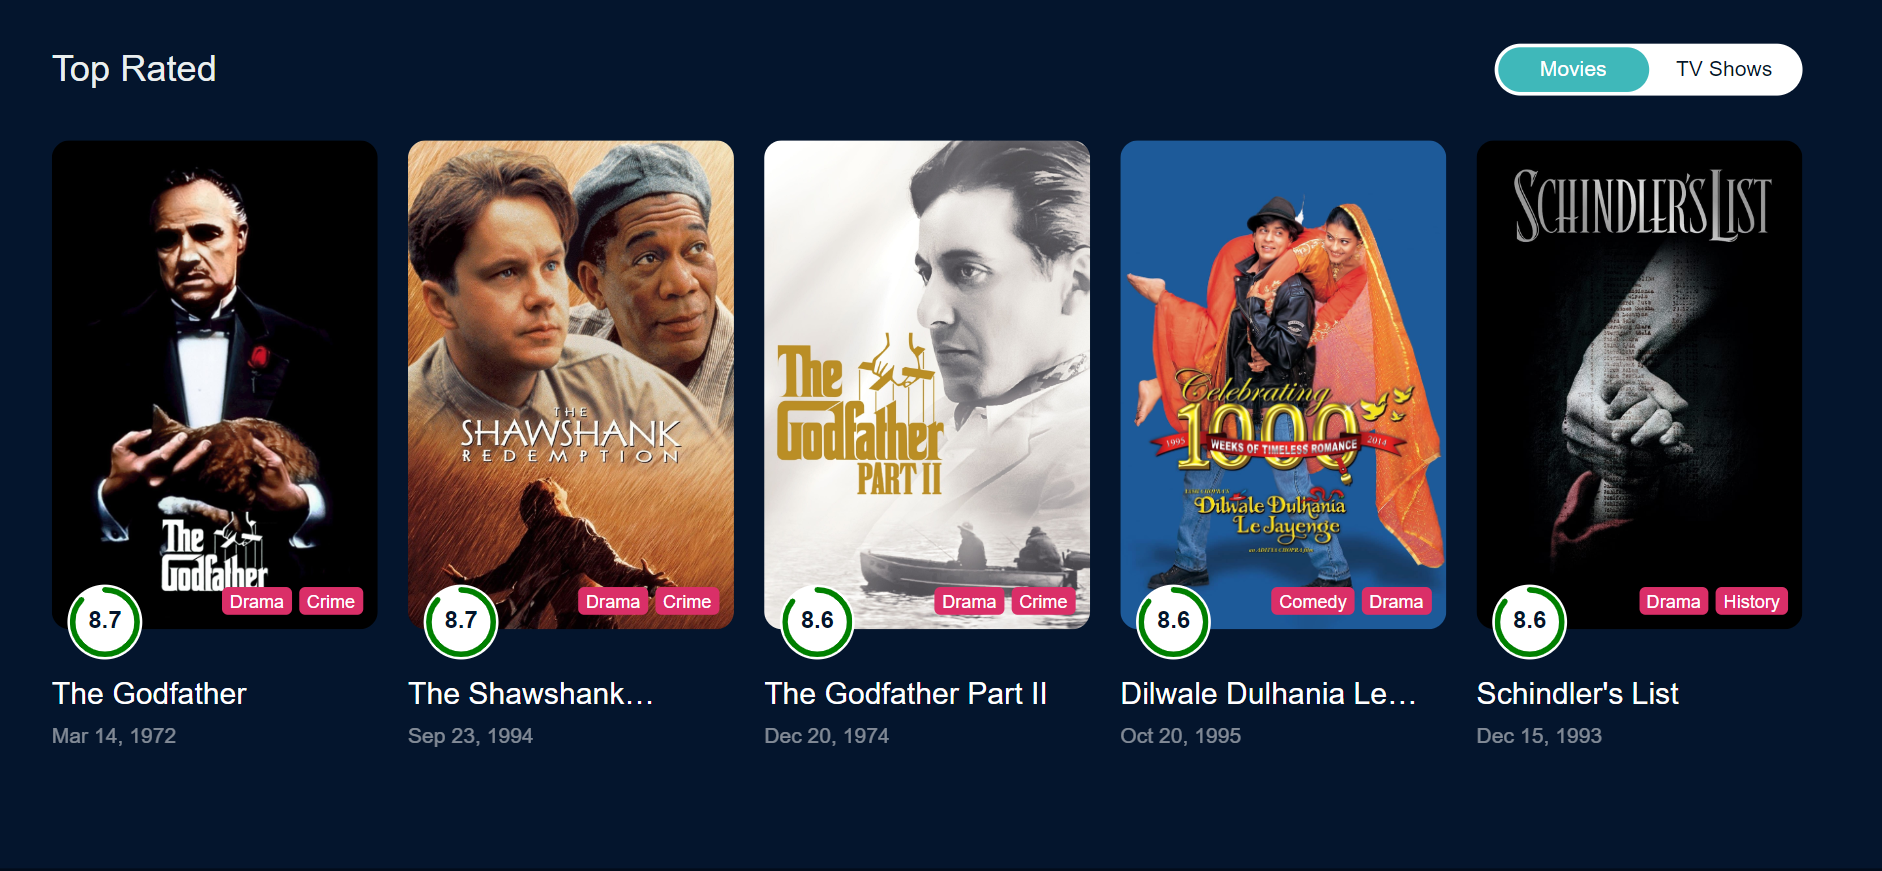 Top Rated
Movies
TV Shows
The
Godfather
8.7
Drama
Crime
The Godfather
Mar 14, 1972
THE
SHAWSHANK
REDEMPTION
8.7
Drama
Crime
The Shawshank…
Sep 23, 1994
The
Godfather
PART II
8.6
Drama
Crime
The Godfather Part II
Dec 20, 1974
Celebrating
1000
1995 WEEKS OF TIMELESS ROMANCE 2014
Dilwale Dulhania
Le Jayenge
an ADITYA CHOPRA film
8.6
Comedy
Drama
Dilwale Dulhania Le…
Oct 20, 1995
SCHINDLER'S LIST
8.6
Drama
History
Schindler's List
Dec 15, 1993